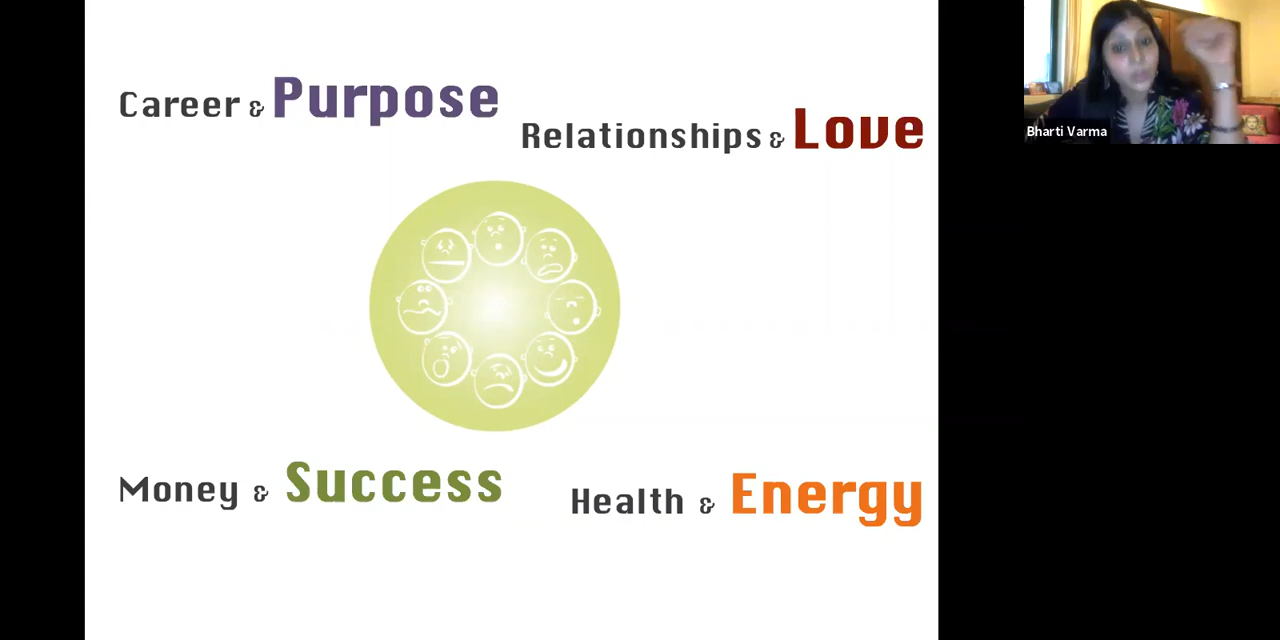 Career & Purpose
Relationships & Love
Bharti Varma
Money & Success
Health & Energy